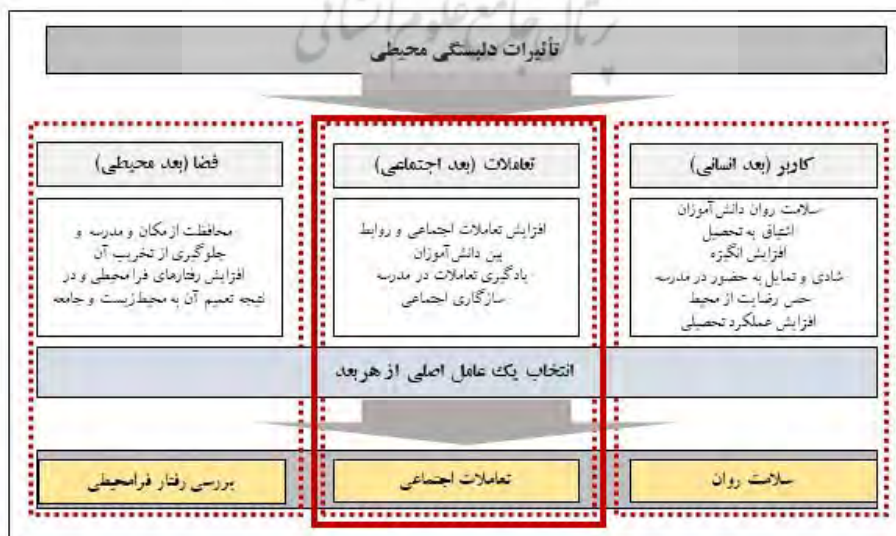 پرتال جامع علوم انسانی
تأثیرات دلبستگی محیطی
کاربر (بعد انسانی)
سلامت روان دانش‌آموزان
اشتیاق به تحصیل
افزایش انگیزه
شادی و تمایل به حضور در مدرسه
حس رضایت از محیط
افزایش عملکرد تحصیلی
تعاملات (بعد اجتماعی)
افزایش تعاملات اجتماعی و روابط
بین دانش‌آموزان
یادگیری تعاملات در مدرسه
سازگاری اجتماعی
فضا (بعد محیطی)
محافظت از مکان و مدرسه و
جلوگیری از تخریب آن
افزایش رفتارهای فرامحیطی و در
نتیجه تعمیم آن به محیط‌زیست و جامعه
انتخاب یک عامل اصلی از هر بعد
سلامت روان
تعاملات اجتماعی
بررسی رفتار فرامحیطی